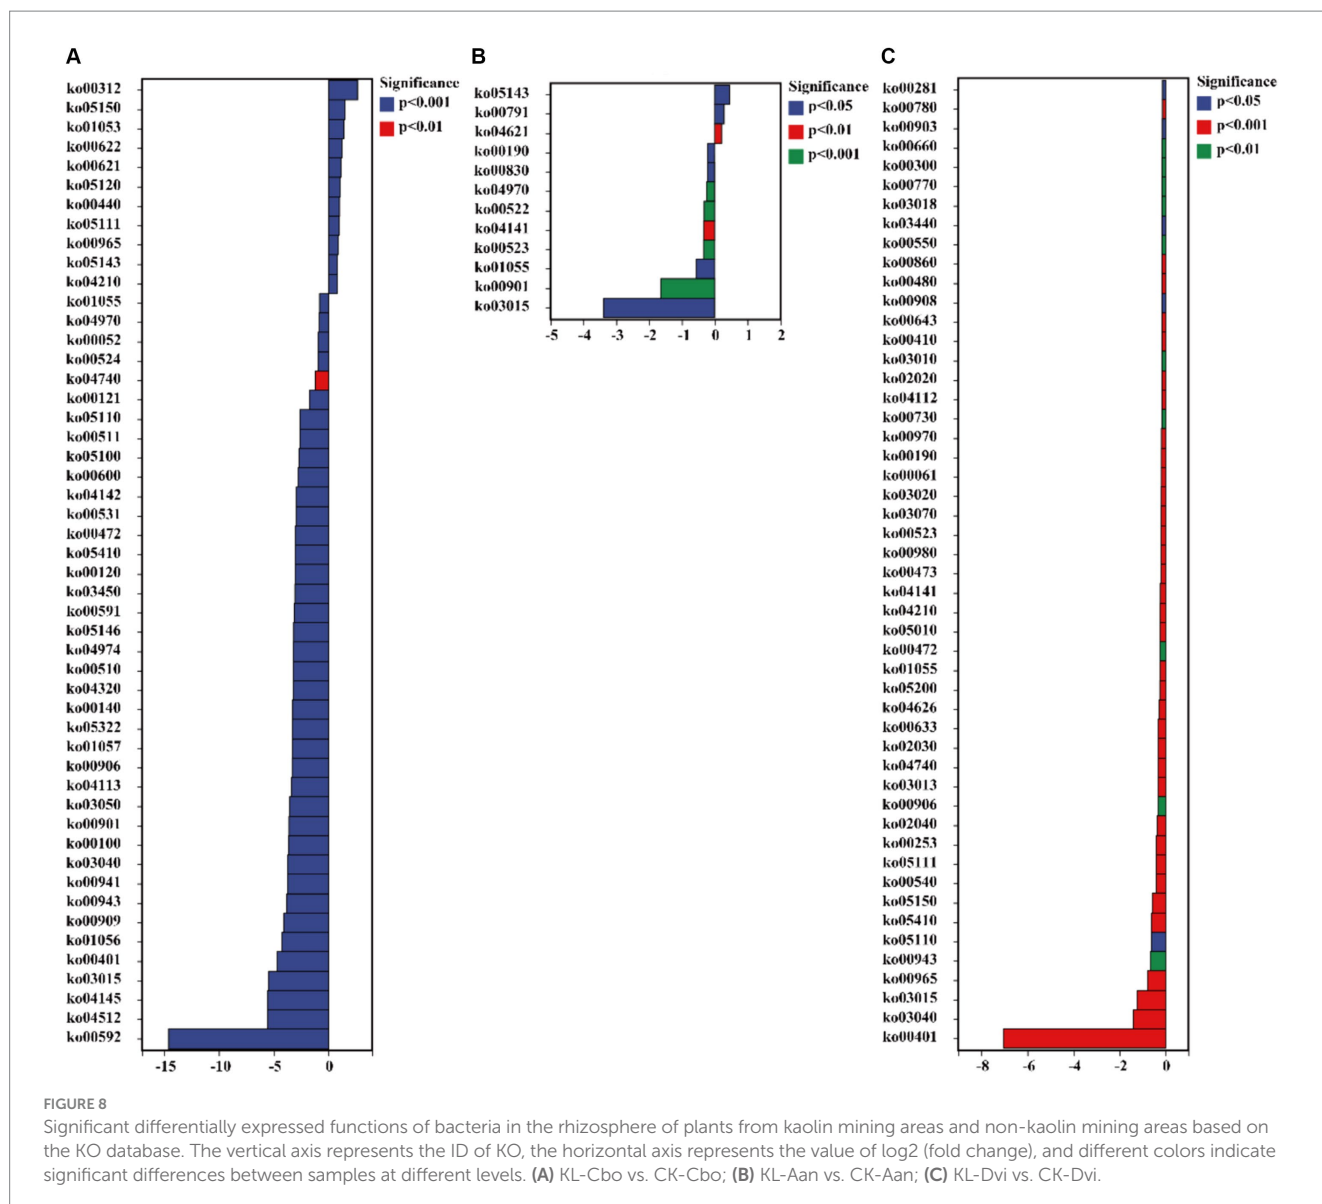 A
ko00312
ko05150
ko01053
ko00622
ko00621
ko05120
ko00440
ko05111
ko00965
ko05143
ko04210
ko01055
ko04970
ko00052
ko00524
ko04740
ko00121
ko05110
ko00511
ko05100
ko00600
ko04142
ko00531
ko00472
ko05410
ko00120
ko03450
ko00591
ko05146
ko04974
ko00510
ko04320
ko00140
ko05322
ko01057
ko00906
ko04113
ko03050
ko00901
ko00100
ko03040
ko00941
ko00943
ko00909
ko01056
ko00401
ko03015
ko04145
ko04512
ko00592
-15 -10 -5 0
Significance
p<0.001
p<0.01
B
ko05143
ko00791
ko04621
ko00190
ko00830
ko04970
ko00522
ko04141
ko00523
ko01055
ko00901
ko03015
-5 -4 -3 -2 -1 0 1 2
Significance
p<0.05
p<0.01
p<0.001
C
ko00281
ko00780
ko00903
ko00660
ko00300
ko00770
ko03018
ko03440
ko00550
ko00860
ko00480
ko00908
ko00643
ko00410
ko03010
ko02020
ko04112
ko00730
ko00970
ko00190
ko00061
ko03020
ko03070
ko00523
ko00980
ko00473
ko04141
ko04210
ko05010
ko00472
ko01055
ko05200
ko04626
ko00633
ko02030
ko04740
ko03013
ko00906
ko02040
ko00253
ko05111
ko00540
ko05150
ko05410
ko05110
ko00943
ko00965
ko03015
ko03040
ko00401
-8 -6 -4 -2 0
Significance
p<0.05
p<0.001
p<0.01
FIGURE 8
Significant differentially expressed functions of bacteria in the rhizosphere of plants from kaolin mining areas and non-kaolin mining areas based on
the KO database. The vertical axis represents the ID of KO, the horizontal axis represents the value of log2 (fold change), and different colors indicate
significant differences between samples at different levels. (A) KL-Cbo vs. CK-Cbo; (B) KL-Aan vs. CK-Aan; (C) KL-Dvi vs. CK-Dvi.